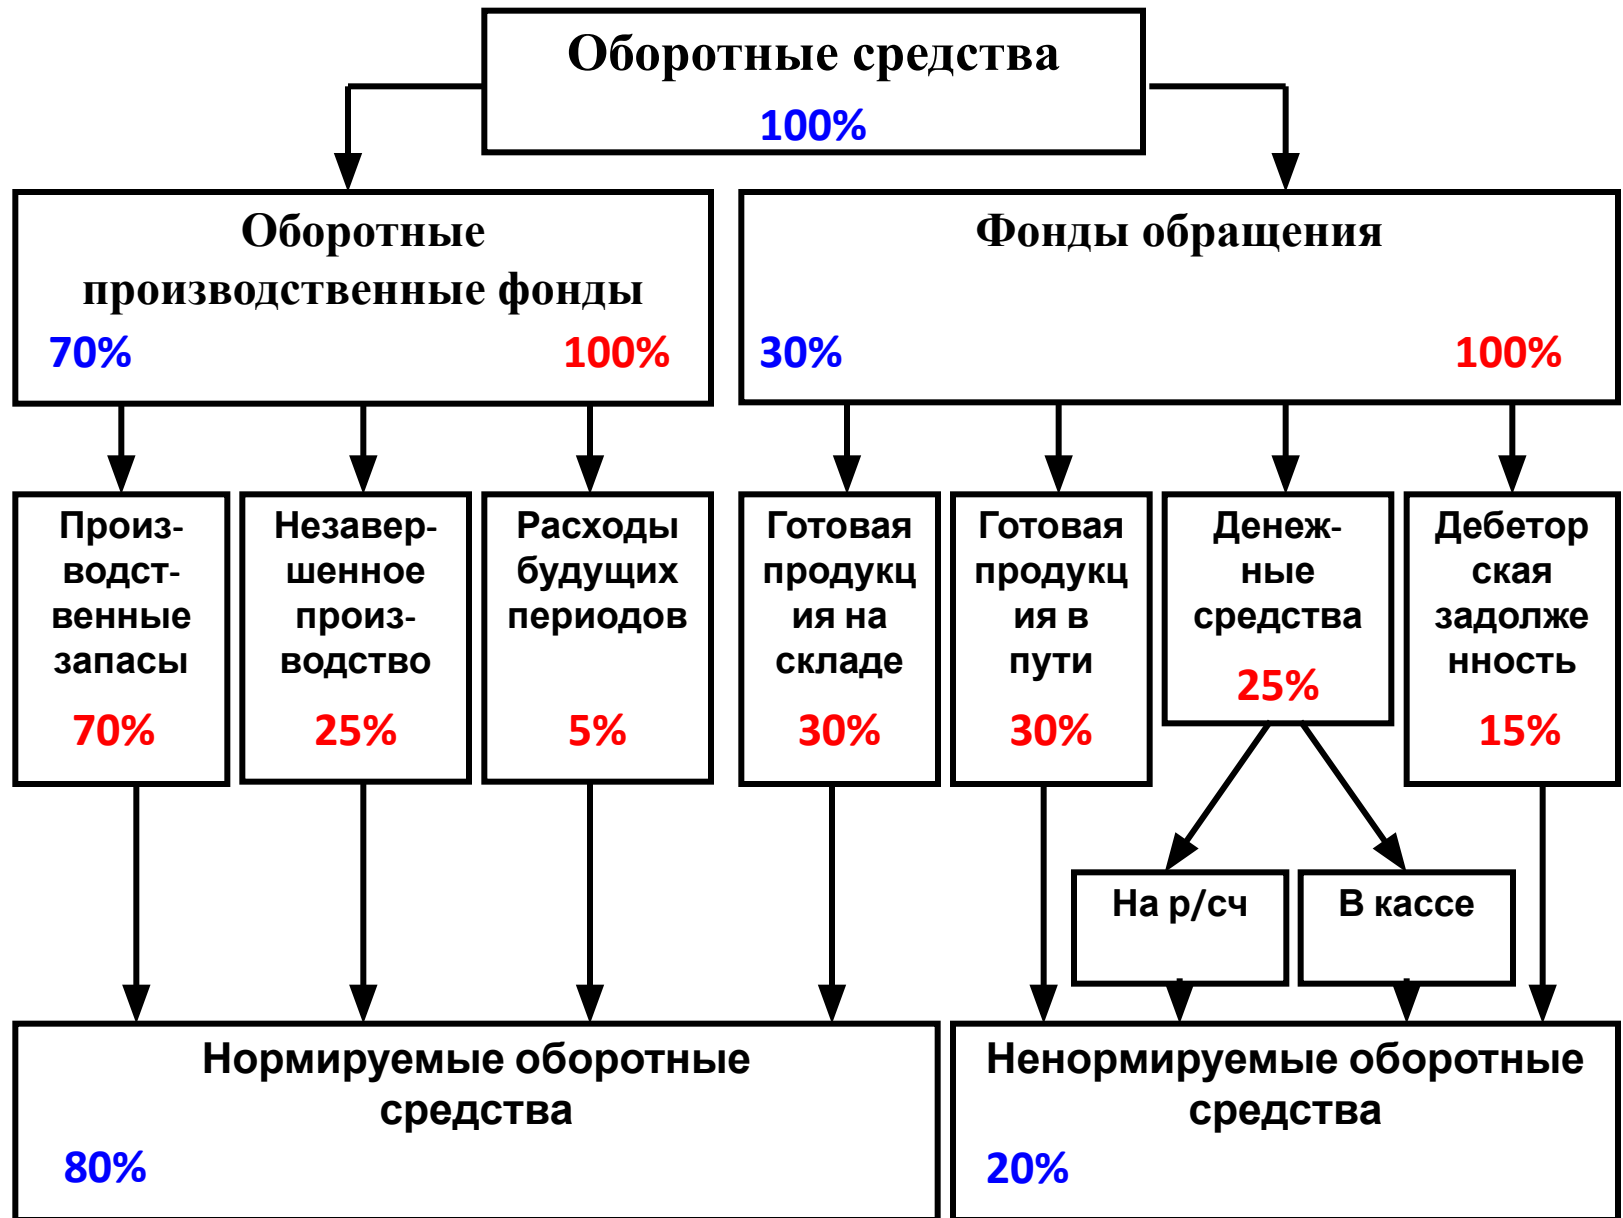 Оборотные средства
100%
Оборотные
производственные фонды
70%
100%
Фонды обращения
30%
100%
Произ-
водст-
венные
запасы
70%
Незавер-
шенное
произ-
водство
25%
Расходы
будущих
периодов
5%
Готовая
продукц
ия на
складе
30%
Готовая
продукц
ия в
пути
30%
Денеж-
ные
средства
25%
Дебетор
ская
задолже
нность
15%
На р/сч
В кассе
Нормируемые оборотные
средства
80%
Ненормируемые оборотные
средства
20%